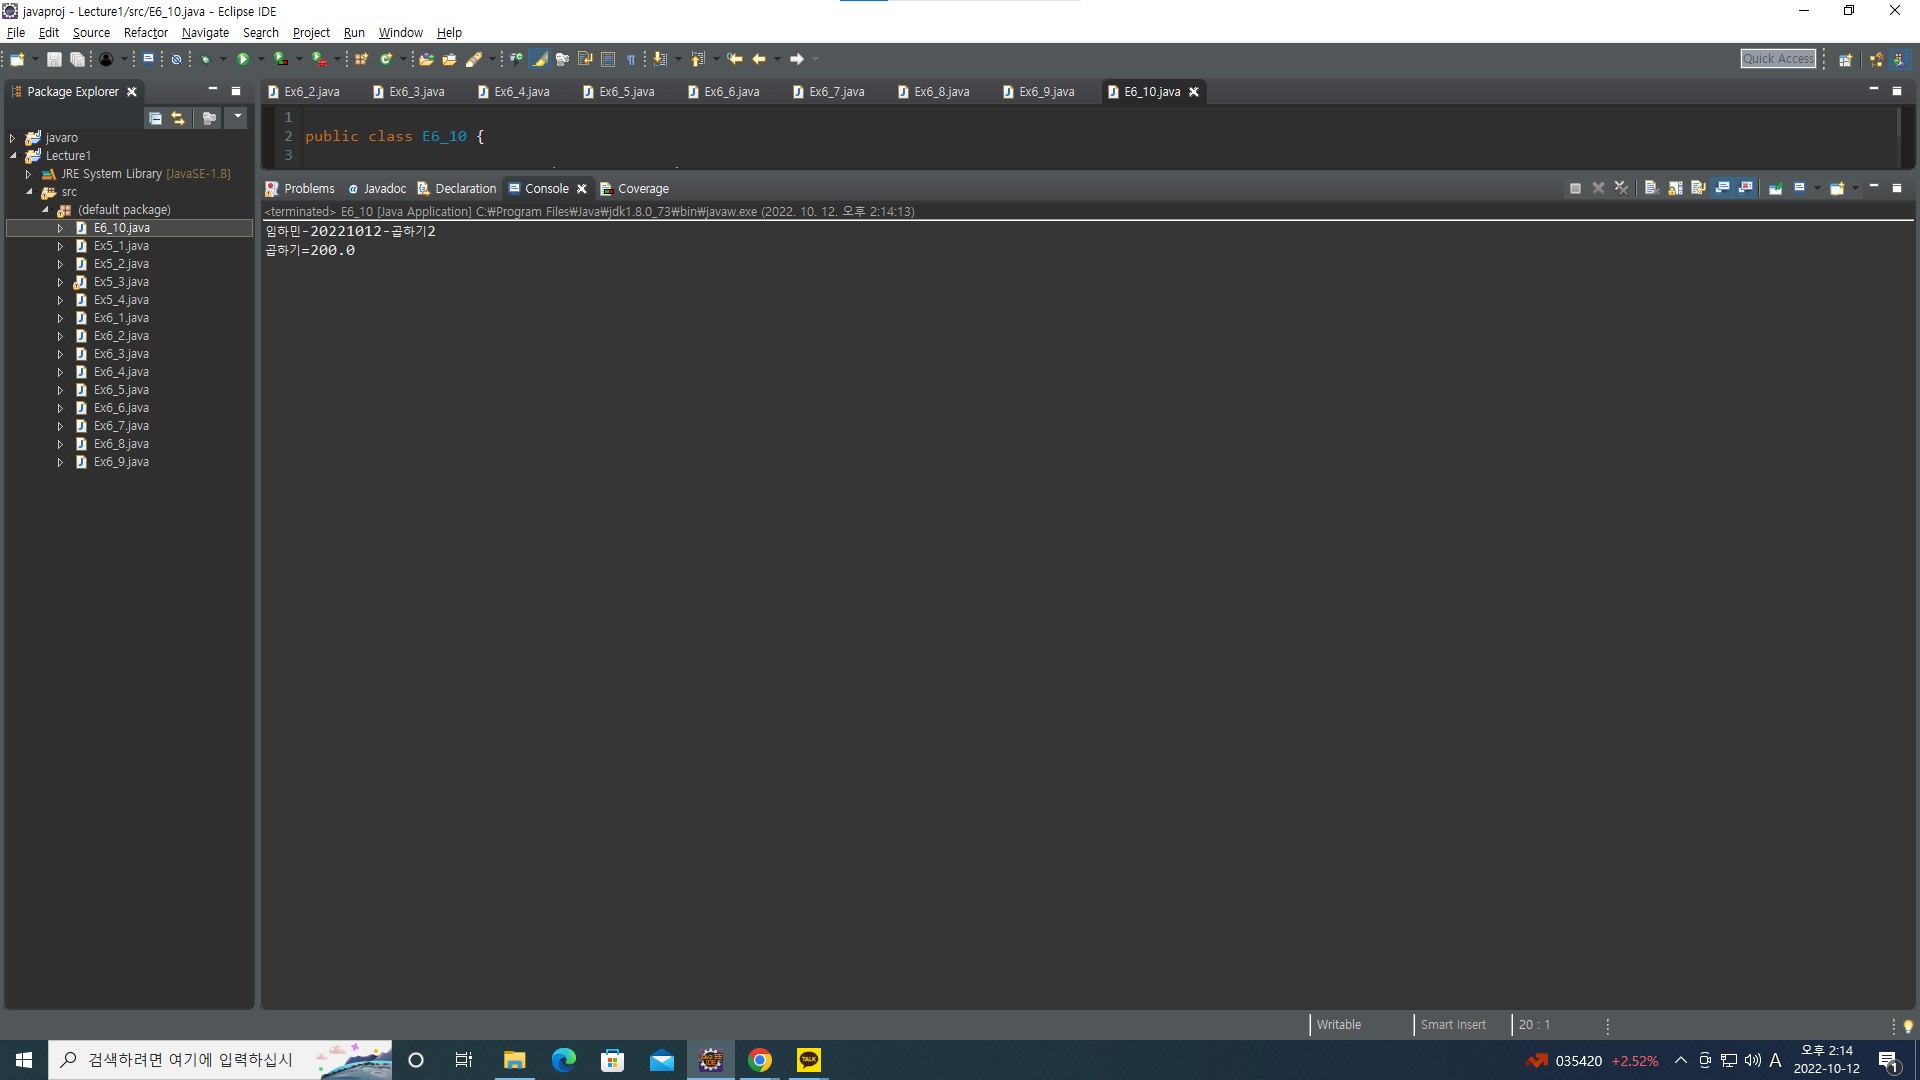 javaproj - Lecture1/src/E6_10.java - Eclipse IDE
File Edit Source Refactor Navigate Search Project Run Window Help
Quick Access
Package Explorer
Ex6_2.java Ex6_3.java Ex6_4.java Ex6_5.java Ex6_6.java Ex6_7.java Ex6_8.java Ex6_9.java E6_10.java
1
2 public class E6_10 {
3
javaro
Lecture1
JRE System Library [JavaSE-1.8]
src
(default package)
E6_10.java
Ex5_1.java
Ex5_2.java
Ex5_3.java
Ex5_4.java
Ex6_1.java
Ex6_2.java
Ex6_3.java
Ex6_4.java
Ex6_5.java
Ex6_6.java
Ex6_7.java
Ex6_8.java
Ex6_9.java
Problems Javadoc Declaration Console Coverage
<terminated> E6_10 [Java Application] C:₩Program Files₩Java₩jdk1.8.0_73₩bin₩javaw.exe (2022. 10. 12. 오후 2:14:13)
임하민-20221012-곱하기2
곱하기=200.0
Writable Smart Insert 20 : 1
검색하려면 여기에 입력하십시
JAVA EE IDE
TALK
035420 +2.52%
A
오후 2:14
2022-10-12
1